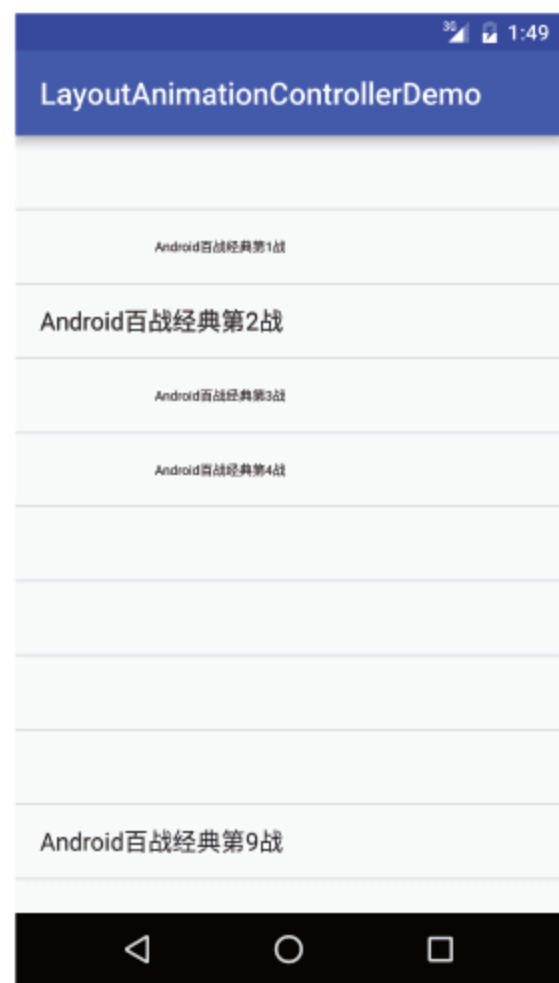 3G 1:49
LayoutAnimationControllerDemo
Android百战经典第1战
Android百战经典第2战
Android百战经典第3战
Android百战经典第4战
Android百战经典第9战